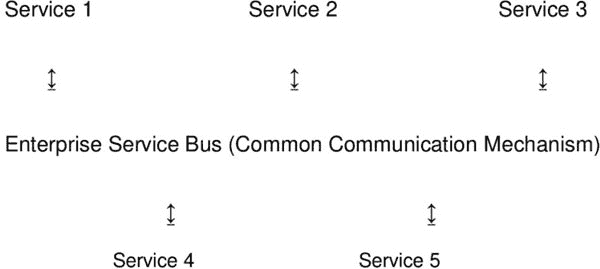 Service 1 Service 2 Service 3
↨ ↨ ↨
Enterprise Service Bus (Common Communication Mechanism)
↨ ↨
Service 4 Service 5